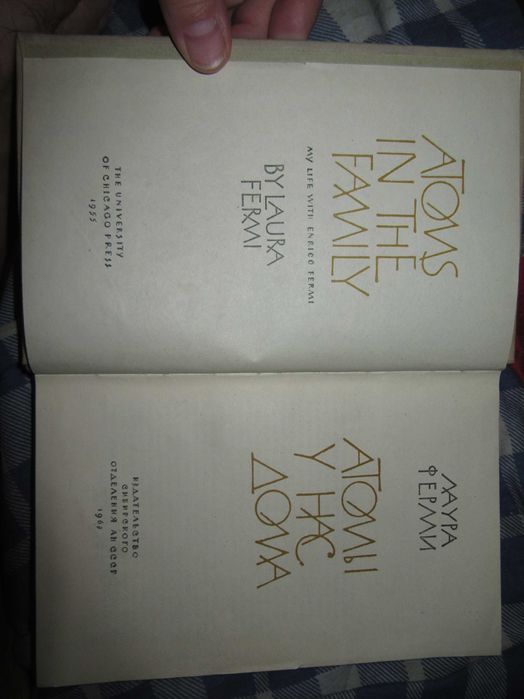 ATOMS
IN THE
FAMILY
MY LIFE WITH ENRICO FERMI
BY LAURA
FERMI
THE UNIVERSITY
OF CHICAGO PRESS
1955
ЛАУРА
ФЕРМИ
АТОМЫ
У НАС
ДОМА
ИЗДАТЕЛЬСТВО
СИБИРСКОГО
ОТДЕЛЕНИЯ АН СССР
1961